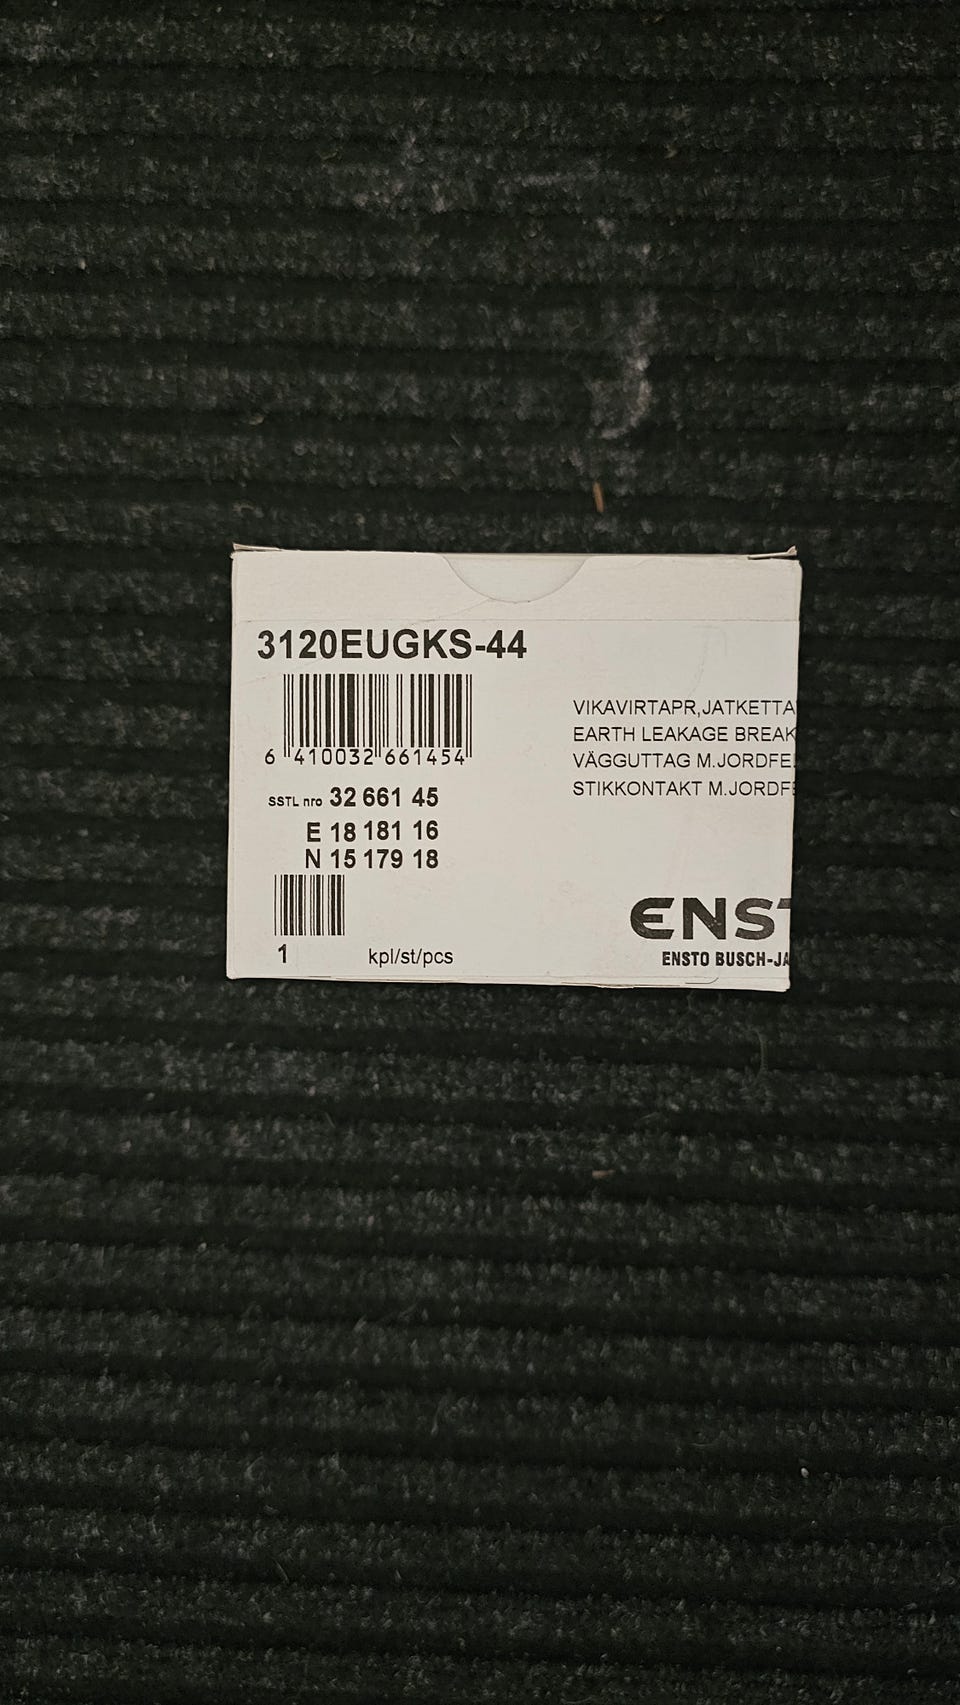 3120EUGKS-44
6 410032 661454
SSTL nro 32 661 45
E 18 181 16
N 15 179 18
1 kpl/st/pcs
VIKAVIRTAPR,JATKETTA
EARTH LEAKAGE BREAK
VÄGGUTTAG M.JORDFE
STIKKONTAKT M.JORDF
ENST
ENSTO BUSCH-JA